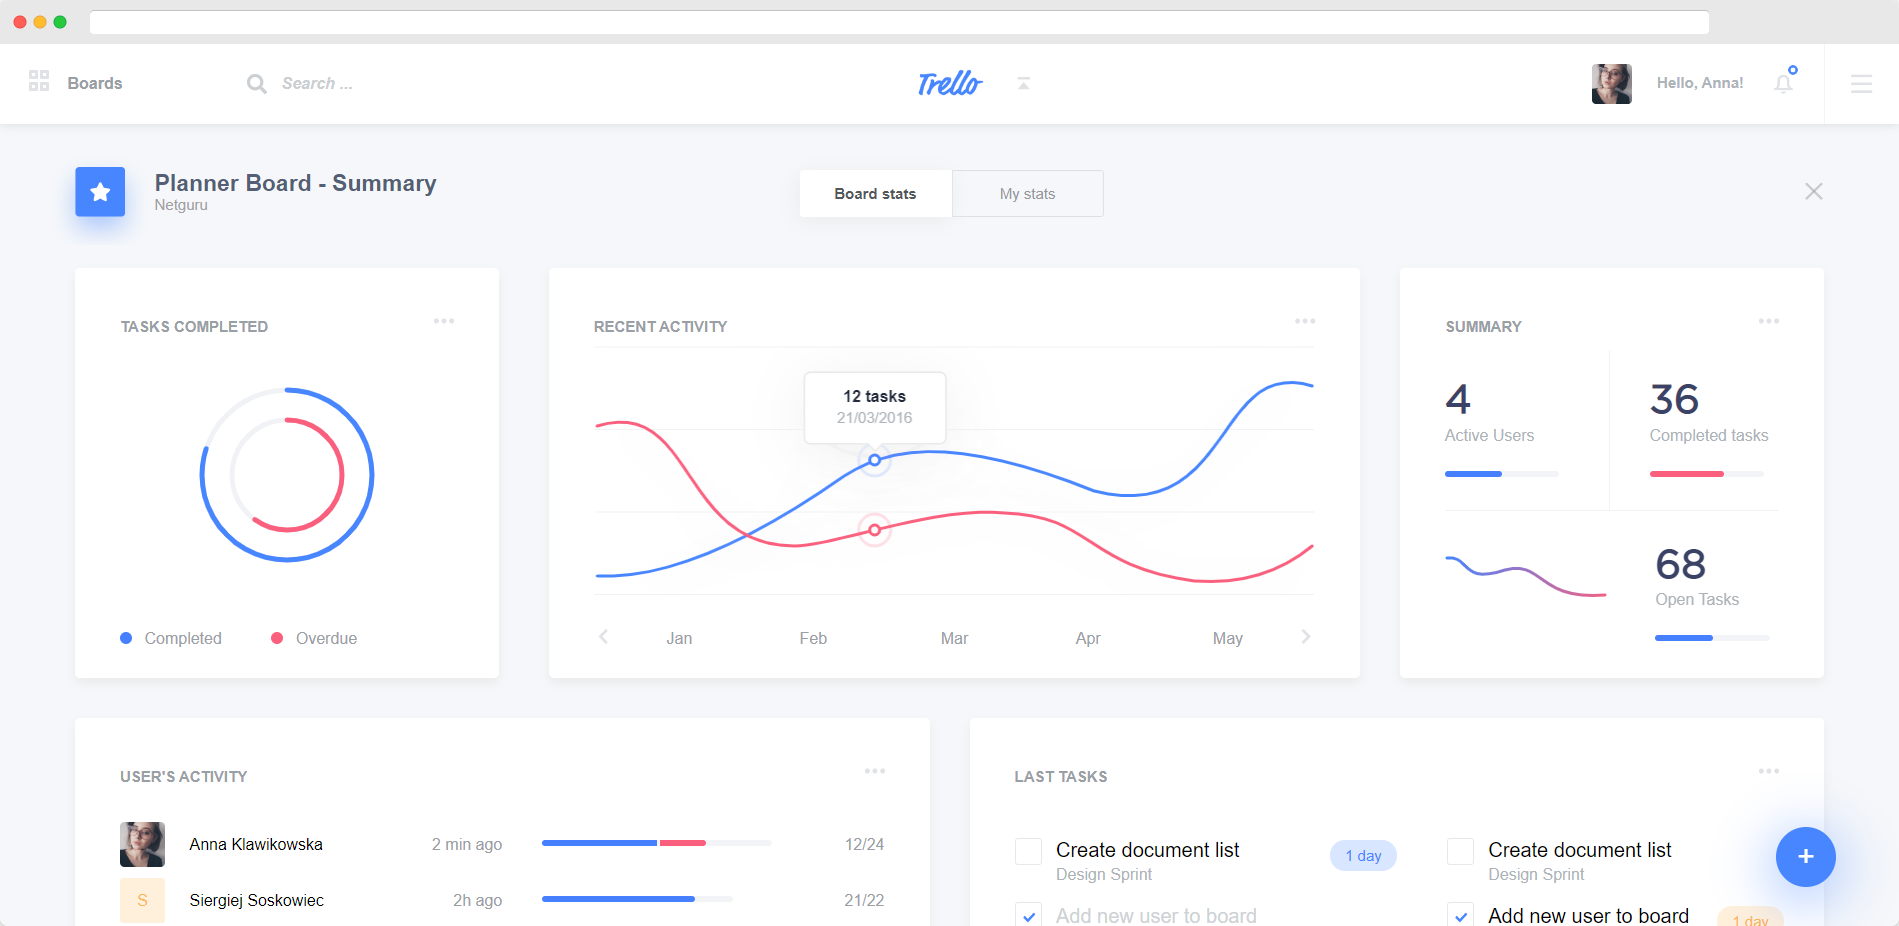 Boards
Search ...
Trello
Hello, Anna!
Planner Board - Summary
Netguru
Board stats
My stats
TASKS COMPLETED
Completed
Overdue
RECENT ACTIVITY
12 tasks
21/03/2016
Jan
Feb
Mar
Apr
May
SUMMARY
4
Active Users
36
Completed tasks
68
Open Tasks
USER'S ACTIVITY
Anna Klawikowska
2 min ago
12/24
S
Siergiej Soskowiec
2h ago
21/22
LAST TASKS
Create document list
Design Sprint
1 day
Add new user to board
Create document list
Design Sprint
Add new user to board
1 day